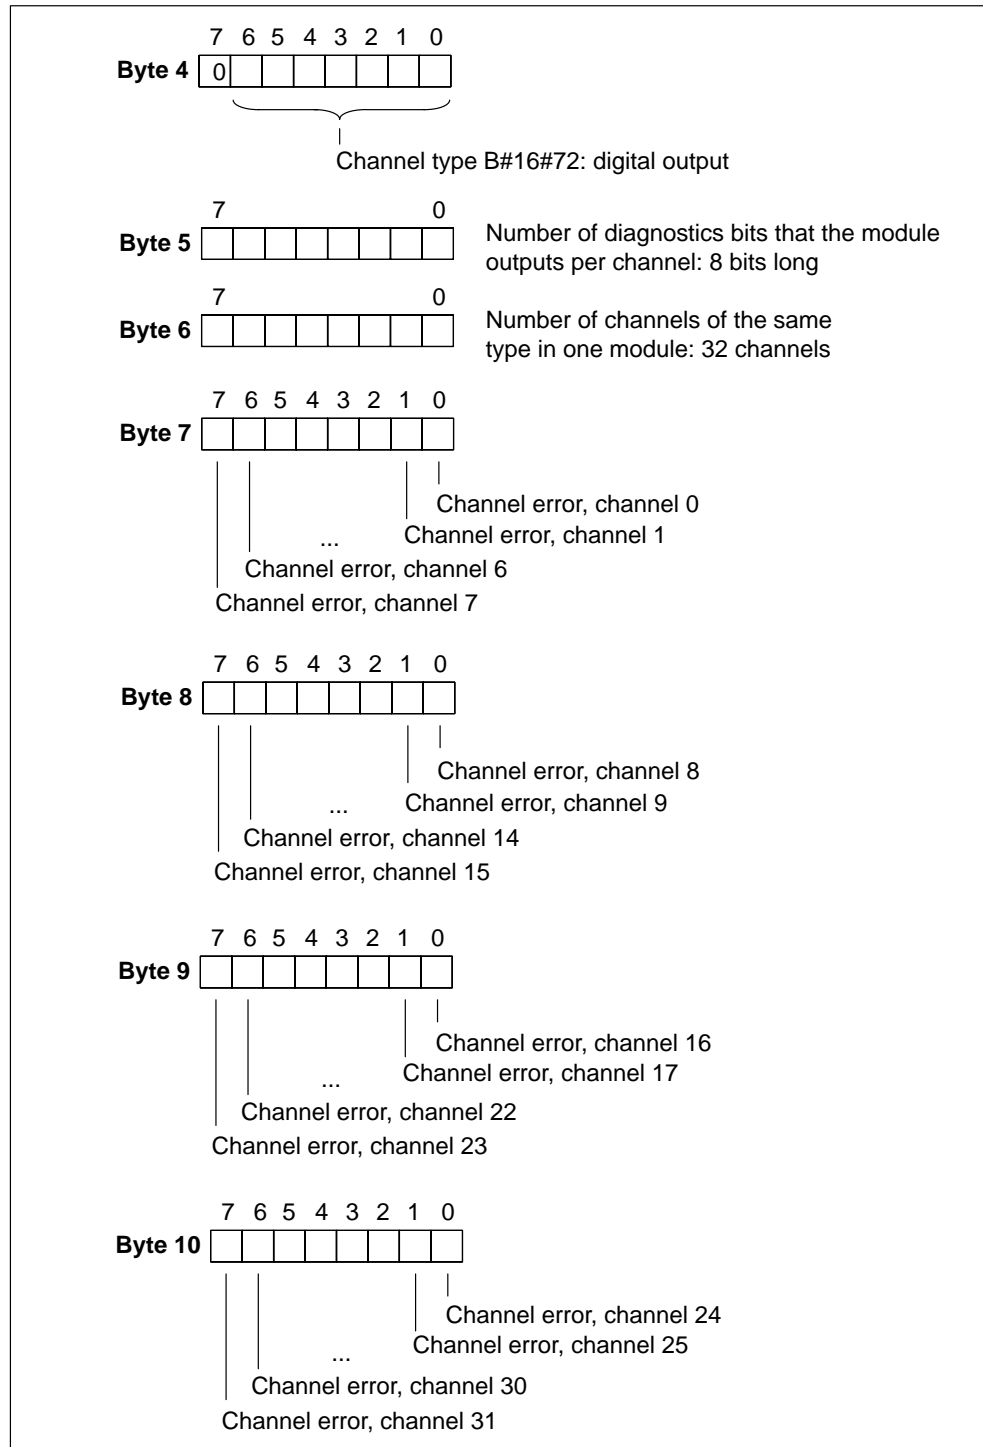 7 6 5 4 3 2 1 0
Byte 4 0
Channel type B#16#72: digital output
7 0
Byte 5
Number of diagnostics bits that the module
outputs per channel: 8 bits long
7 0
Byte 6
Number of channels of the same
type in one module: 32 channels
7 6 5 4 3 2 1 0
Byte 7
Channel error, channel 0
Channel error, channel 1
...
Channel error, channel 6
Channel error, channel 7
7 6 5 4 3 2 1 0
Byte 8
Channel error, channel 8
Channel error, channel 9
...
Channel error, channel 14
Channel error, channel 15
7 6 5 4 3 2 1 0
Byte 9
Channel error, channel 16
Channel error, channel 17
...
Channel error, channel 22
Channel error, channel 23
7 6 5 4 3 2 1 0
Byte 10
Channel error, channel 24
Channel error, channel 25
...
Channel error, channel 30
Channel error, channel 31